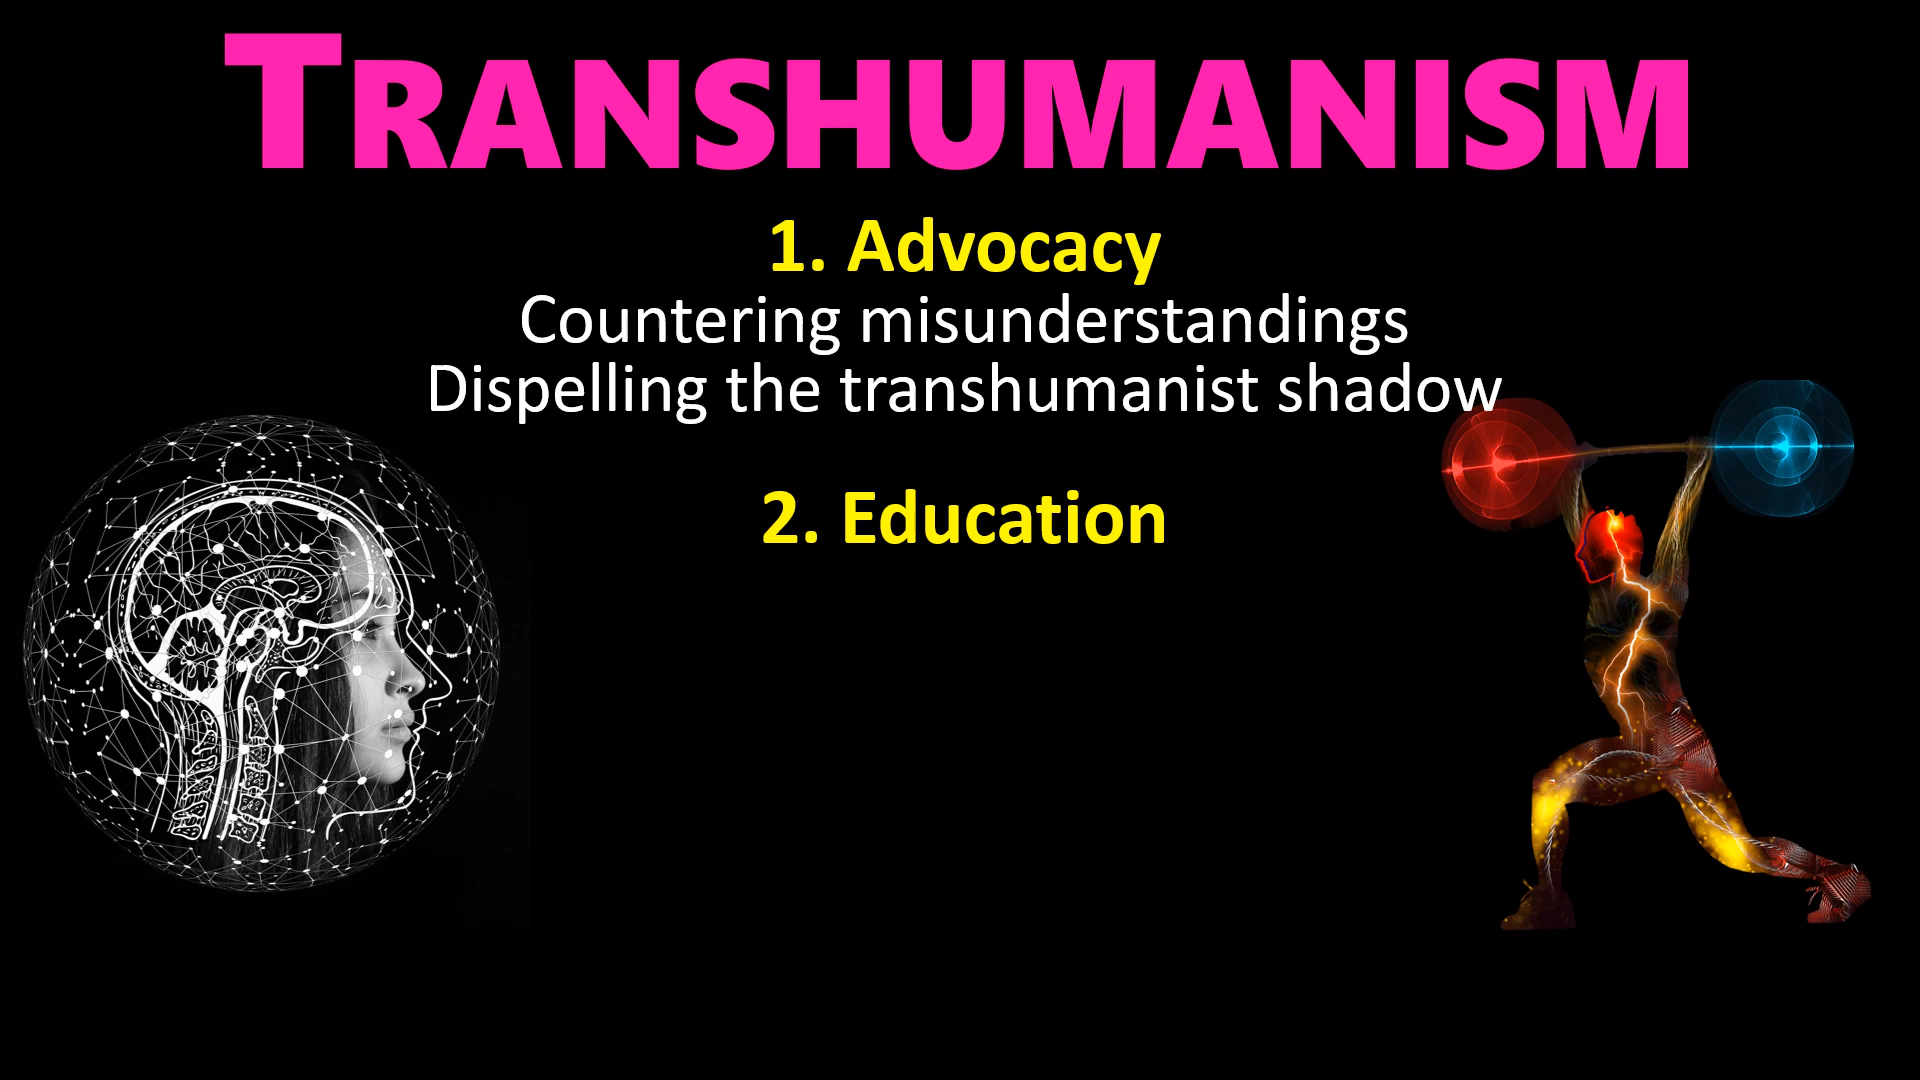 TRANSHUMANISM
1. Advocacy
Countering misunderstandings
Dispelling the transhumanist shadow
2. Education